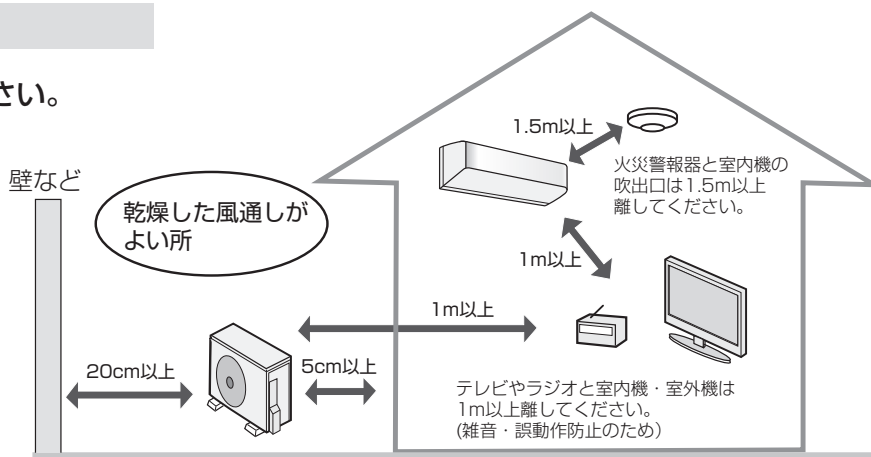 さい。
壁など
乾燥した風通しが
よい所
1.5m以上
火災警報器と室内機の
吹出口は1.5m以上
離してください。
1m以上
1m以上
20cm以上
5cm以上
テレビやラジオと室内機・室外機は
1m以上離してください。
(雑音・誤動作防止のため)